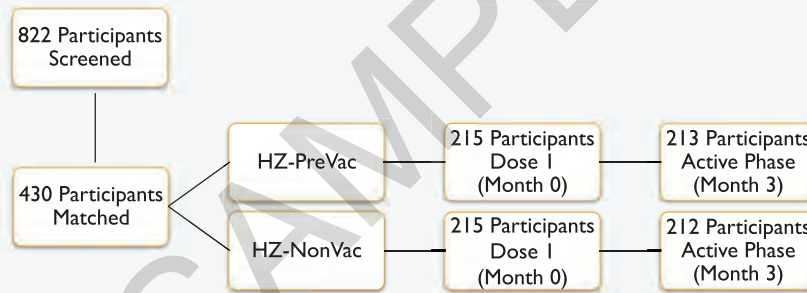 822 Participants
Screened
430 Participants
Matched
HZ-PreVac
215 Participants
Dose 1
(Month 0)
213 Participants
Active Phase
(Month 3)
HZ-NonVac
215 Participants
Dose 1
(Month 0)
212 Participants
Active Phase
(Month 3)
SAMPLE